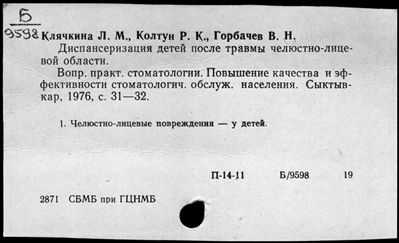 Б
9598
Клячкина Л. М., Колтун Р. К., Горбачев В. Н.
Диспансеризация детей после травмы челюстно-лице-
вой области.
Вопр. практ. стоматологии. Повышение качества и эф-
фективности стоматологич. обслуж. населения. Сыктыв-
кар, 1976, с. 31—32.
1. Челюстно-лицевые повреждения — у детей.
П-14-11 Б/9598 19
2871 СБМБ при ГЦНМБ